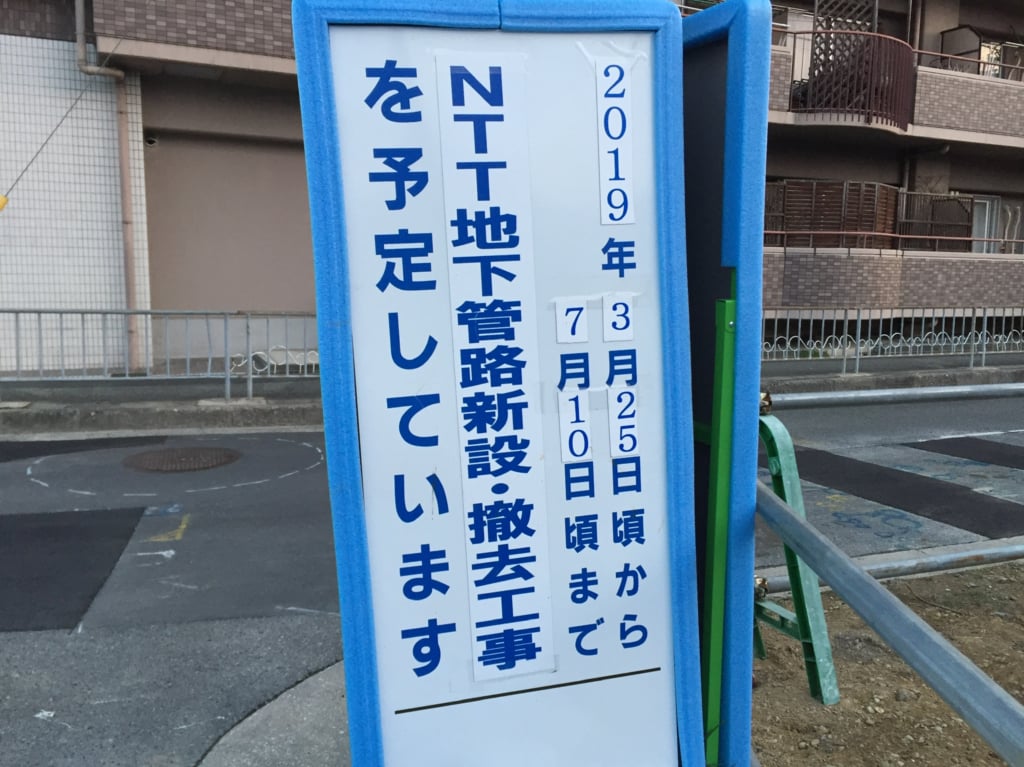 2019年3月25日頃から
7月10日頃まで
NTT地下管路新設・撤去工事
を予定しています